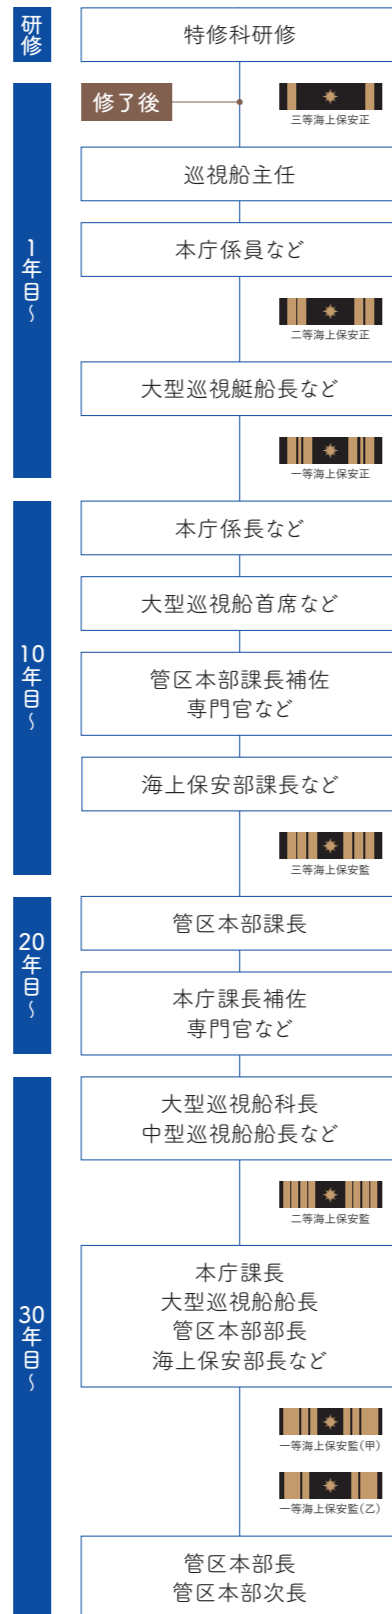 研修
特修科研修
1年目～
修了後
三等海上保安正
巡視船主任
本庁係員など
二等海上保安正
大型巡視艇船長など
一等海上保安正
10年目～
本庁係長など
大型巡視船首席など
管区本部課長補佐
専門官など
海上保安部課長など
三等海上保安監
20年目～
管区本部課長
本庁課長補佐
専門官など
30年目～
大型巡視船科長
中型巡視船船長など
二等海上保安監
本庁課長
大型巡視船船長
管区本部部長
海上保安部長など
一等海上保安監(甲)
一等海上保安監(乙)
管区本部長
管区本部次長